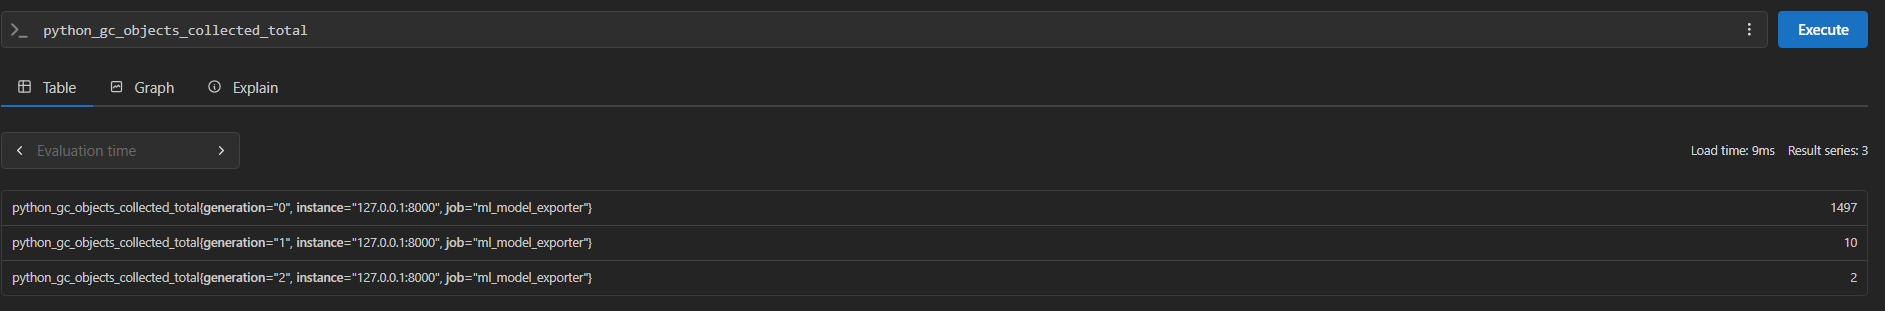 python_gc_objects_collected_total
Execute
Table Graph Explain
Evaluation time
Load time: 9ms Result series: 3
python_gc_objects_collected_total{generation="0", instance="127.0.0.1:8000", job="ml_model_exporter"} 1497
python_gc_objects_collected_total{generation="1", instance="127.0.0.1:8000", job="ml_model_exporter"} 10
python_gc_objects_collected_total{generation="2", instance="127.0.0.1:8000", job="ml_model_exporter"} 2